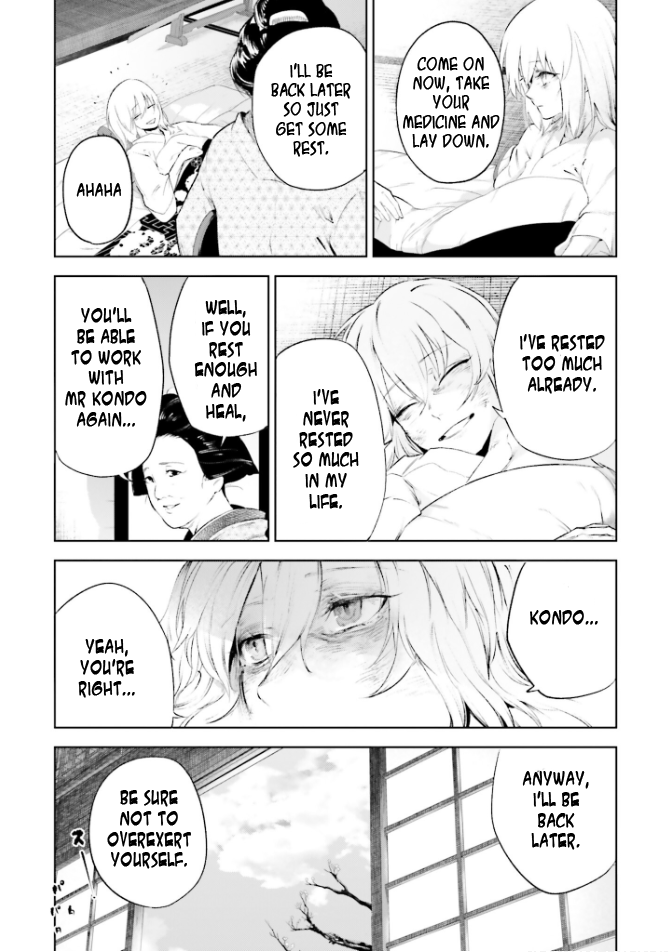 COME ON
NOW, TAKE
YOUR
MEDICINE AND
LAY DOWN.
I'LL BE
BACK LATER
SO JUST
GET SOME
REST.
AHAHA
I'VE RESTED
TOO MUCH
ALREADY.
I'VE
NEVER
RESTED
SO MUCH
IN MY
LIFE.
WELL,
IF YOU
REST
ENOUGH
AND
HEAL,
YOU'LL
BE ABLE
TO WORK
WITH
MR KONDO
AGAIN...
KONDO...
YEAH,
YOU'RE
RIGHT...
ANYWAY,
I'LL BE
BACK
LATER.
BE SURE
NOT TO
OVEREXERT
YOURSELF.